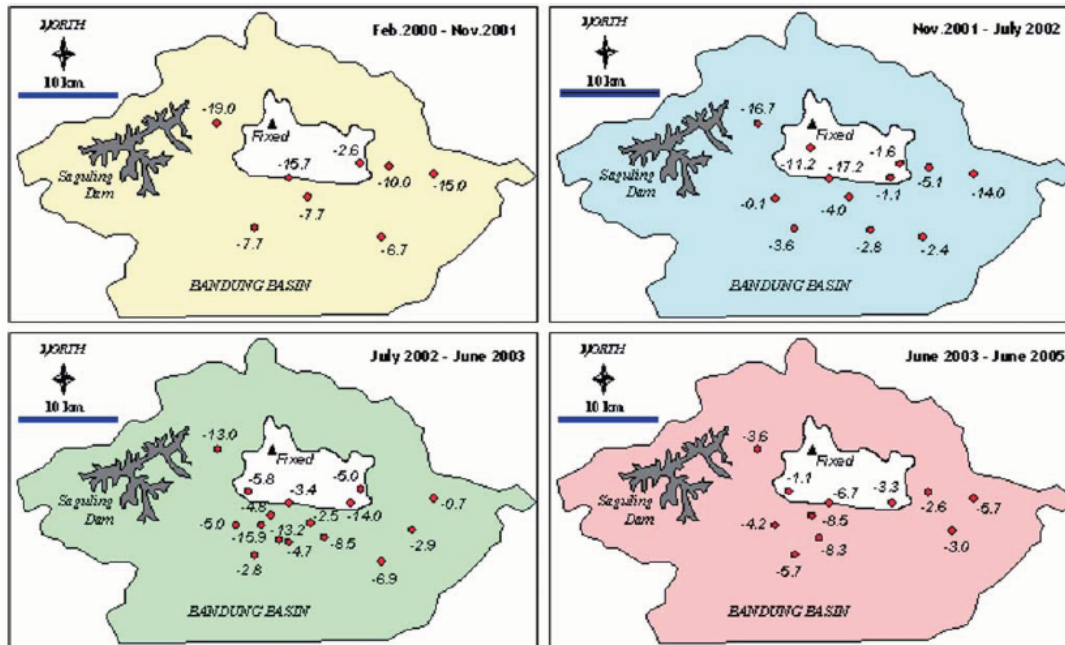 NORTH
Feb.2000 - Nov.2001
10 km
-19.0
Fixed
-2.6
-15.7
Saguling
Dam
-10.0
-15.0
-7.7
-7.7
-6.7
BANDUNG BASIN
NORTH
Nov.2001 - July 2002
10 km
-16.7
Fixed
-1.6
-11.2
-17.2
Saguling
Dam
-5.1
-1.1
-14.0
-0.1
-4.0
-3.6
-2.8
-2.4
BANDUNG BASIN
NORTH
July 2002 - June 2003
10 km
-13.0
Fixed
-5.8
-5.0
-3.4
Saguling
Dam
-4.8
-0.7
-2.5
-14.0
-5.0
-13.2
-15.9
-8.5
-4.7
-2.9
-2.8
-6.9
BANDUNG BASIN
NORTH
June 2003 - June 2005
10 km
-3.6
Fixed
-1.1
-3.3
-6.7
Saguling
Dam
-2.6
-5.7
-4.2
-8.5
-8.3
-3.0
-5.7
BANDUNG BASIN